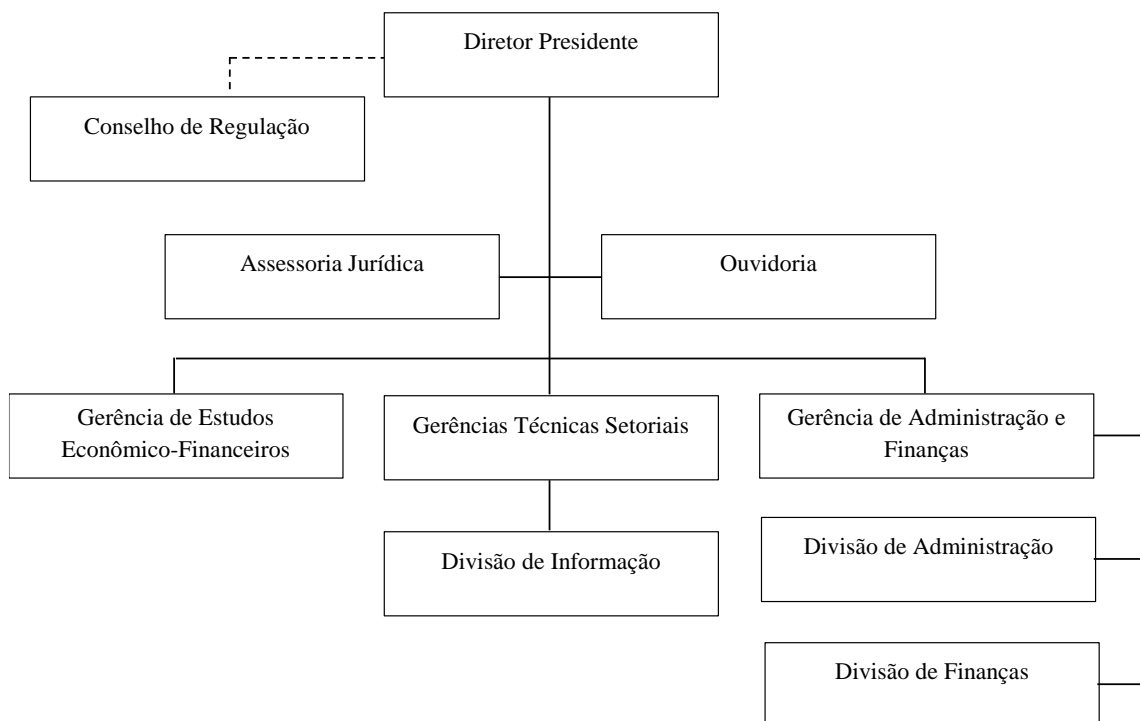 Diretor Presidente
Conselho de Regulação
Assessoria Jurídica
Ouvidoria
Gerência de Estudos
Econômico-Financeiros
Gerências Técnicas Setoriais
Gerência de Administração e
Finanças
Divisão de Informação
Divisão de Administração
Divisão de Finanças